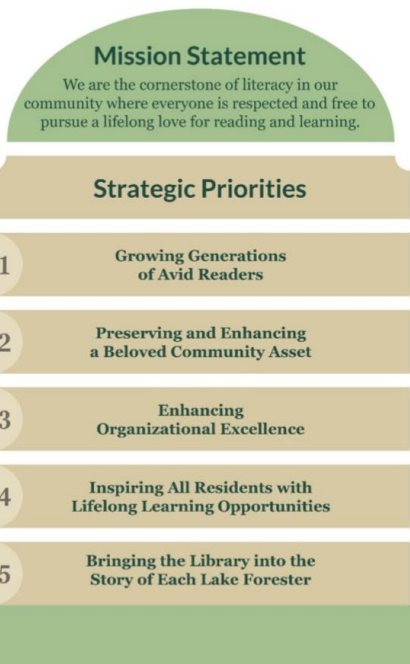 Mission Statement
We are the cornerstone of literacy in our
community where everyone is respected and free to
pursue a lifelong love for reading and learning.
Strategic Priorities
1
Growing Generations
of Avid Readers
2
Preserving and Enhancing
a Beloved Community Asset
3
Enhancing
Organizational Excellence
4
Inspiring All Residents with
Lifelong Learning Opportunities
5
Bringing the Library into the
Story of Each Lake Forester